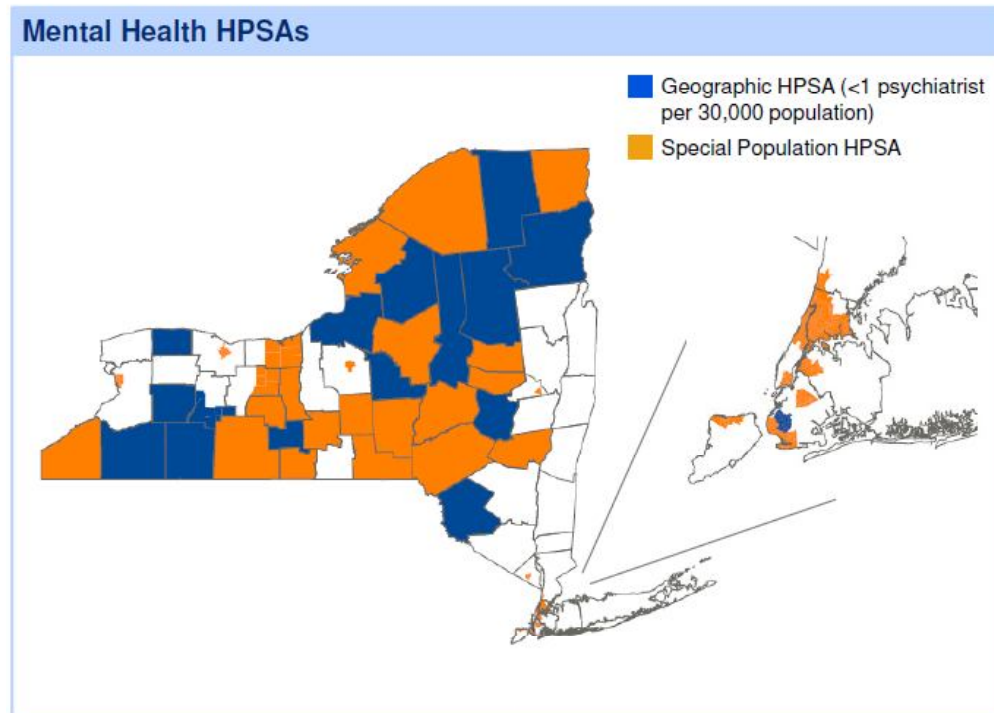 Mental Health HPSAs
Geographic HPSA (<1 psychiatrist
per 30,000 population)
Special Population HPSA